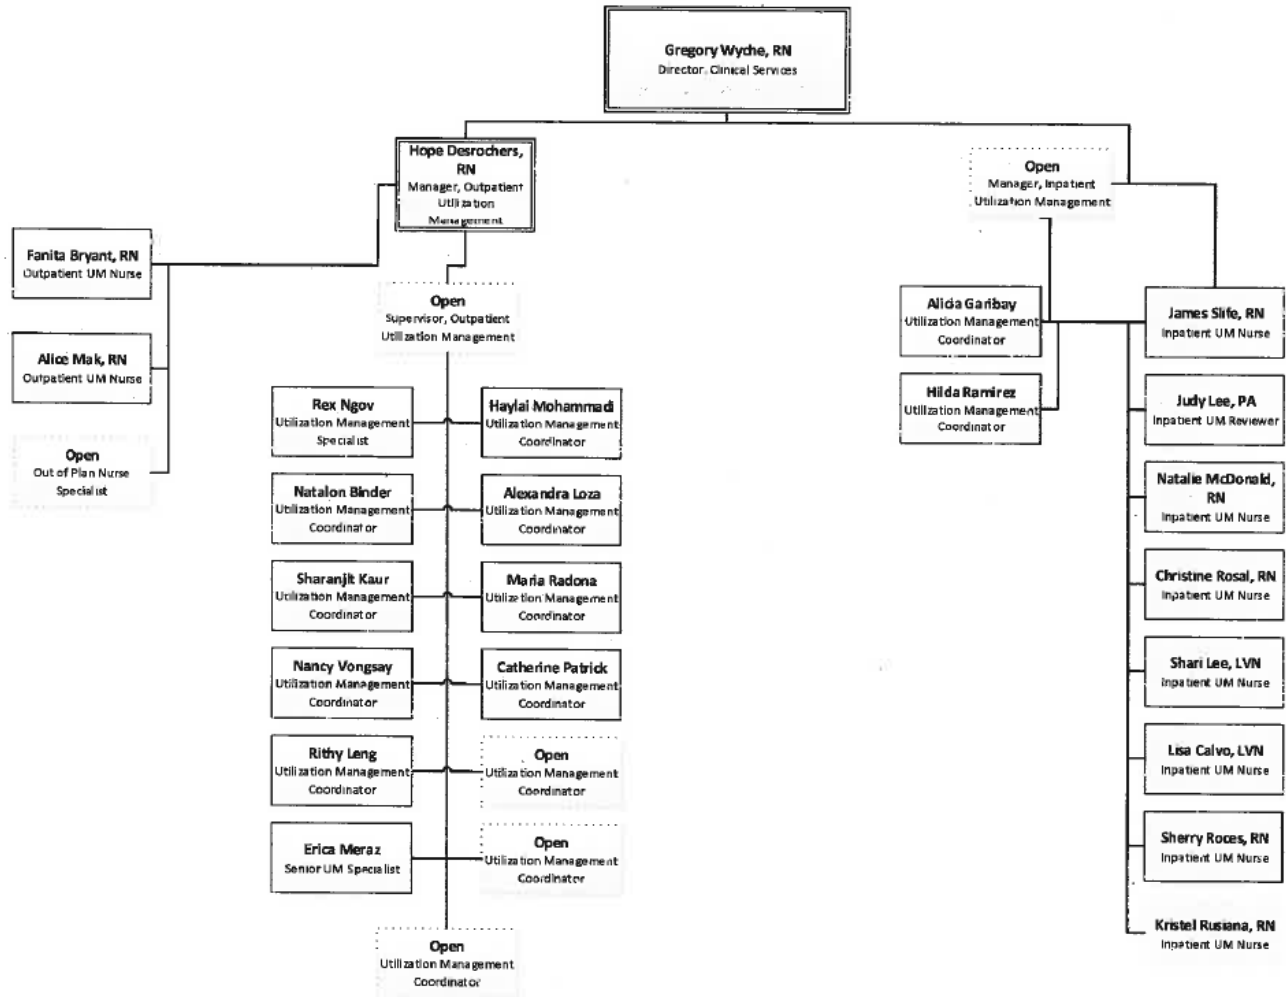 Gregory Wyche, RN
Director, Clinical Services
Hope Desrochers,
RN
Manager, Outpatient
Utilization
Management
Open
Manager, Inpatient
Utilization Management
Fanita Bryant, RN
Outpatient UM Nurse
Alice Mak, RN
Outpatient UM Nurse
Open
Out of Plan Nurse
Specialist
Open
Supervisor, Outpatient
Utilization Management
Rex Ngov
Utilization Management
Specialist
Haylai Mohammadi
Utilization Management
Coordinator
Natalon Binder
Utilization Management
Coordinator
Alexandra Loza
Utilization Management
Coordinator
Sharanjit Kaur
Utilization Management
Coordinator
Maria Radona
Utilization Management
Coordinator
Nancy Vongsay
Utilization Management
Coordinator
Catherine Patrick
Utilization Management
Coordinator
Rithy Leng
Utilization Management
Coordinator
Open
Utilization Management
Coordinator
Erica Meraz
Senior UM Specialist
Open
Utilization Management
Coordinator
Open
Utilization Management
Coordinator
Alicia Garibay
Utilization Management
Coordinator
Hilda Ramirez
Utilization Management
Coordinator
James Slife, RN
Inpatient UM Nurse
Judy Lee, PA
Inpatient UM Reviewer
Natalie McDonald,
RN
Inpatient UM Nurse
Christine Rosal, RN
Inpatient UM Nurse
Shari Lee, LVN
Inpatient UM Nurse
Lisa Calvo, LVN
Inpatient UM Nurse
Sherry Roces, RN
Inpatient UM Nurse
Kristel Rusiana, RN
Inpatient UM Nurse